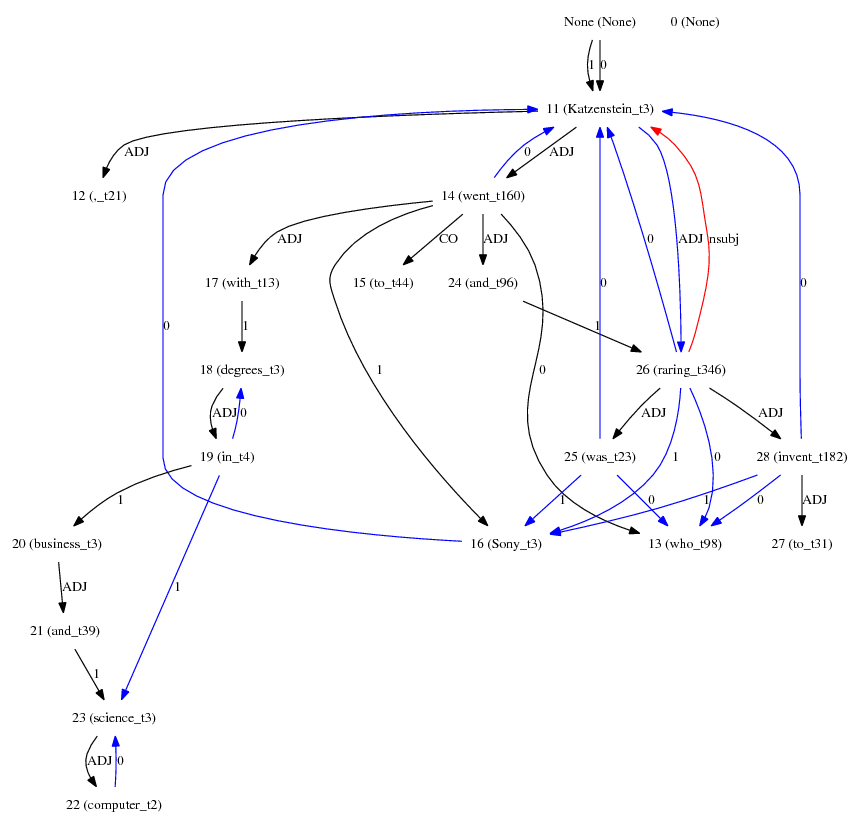 None (None) 0 (None)
1 0
11 (Katzenstein_t3)
ADJ 0 ADJ
12 (,_t21) 14 (went_t160)
ADJ CO ADJ 0 ADJ nsubj
17 (with_t13) 15 (to_t44) 24 (and_t96) 0 0
0 1 1
18 (degrees_t3) 1 0 26 (raring_t346)
ADJ 0 ADJ ADJ
19 (in_t4) 25 (was_t23) 1 0 28 (invent_t182)
1 1 0 1 0 ADJ
20 (business_t3) 16 (Sony_t3) 13 (who_t98) 27 (to_t31)
ADJ 1
21 (and_t39)
1
23 (science_t3)
ADJ 0
22 (computer_t2)